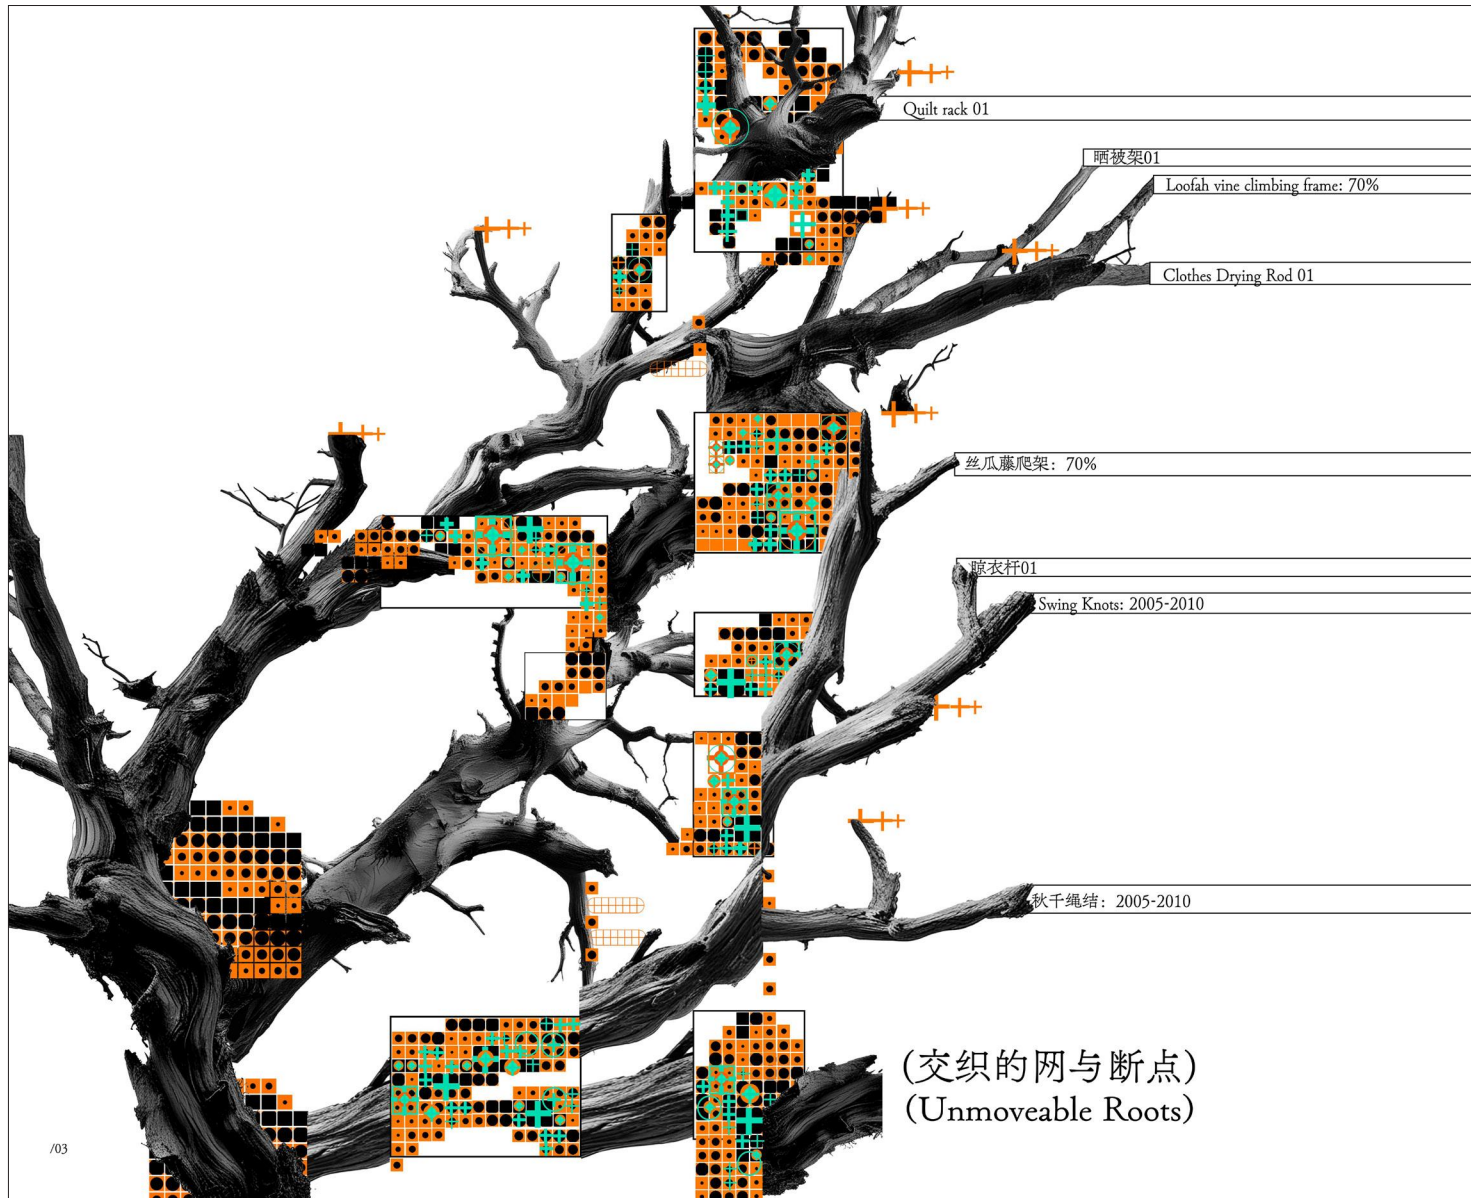 Quilt rack 01
晒被架01
Loofah vine climbing frame: 70%
Clothes Drying Rod 01
丝瓜藤爬架：70%
晾衣杆01
Swing Knots: 2005-2010
秋千绳结：2005-2010
(交织的网与断点)
(Unmoveable Roots)
/03